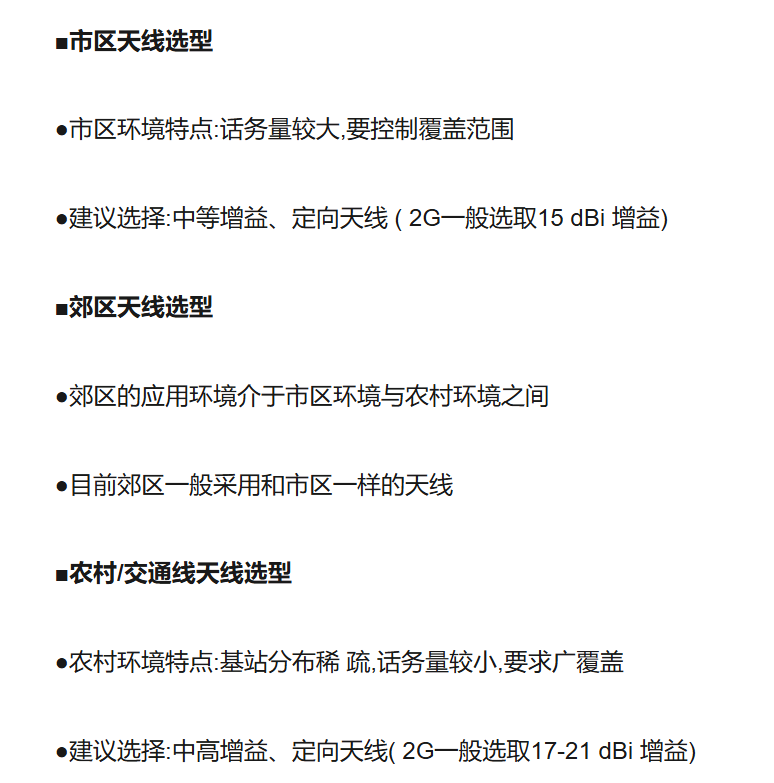 ■市区天线选型
●市区环境特点:话务量较大,要控制覆盖范围
●建议选择:中等增益、定向天线 ( 2G一般选取15 dBi 增益)
■郊区天线选型
●郊区的应用环境介于市区环境与农村环境之间
●目前郊区一般采用和市区一样的天线
■农村/交通线天线选型
●农村环境特点:基站分布稀 疏,话务量较小,要求广覆盖
●建议选择:中高增益、定向天线( 2G一般选取17-21 dBi 增益)